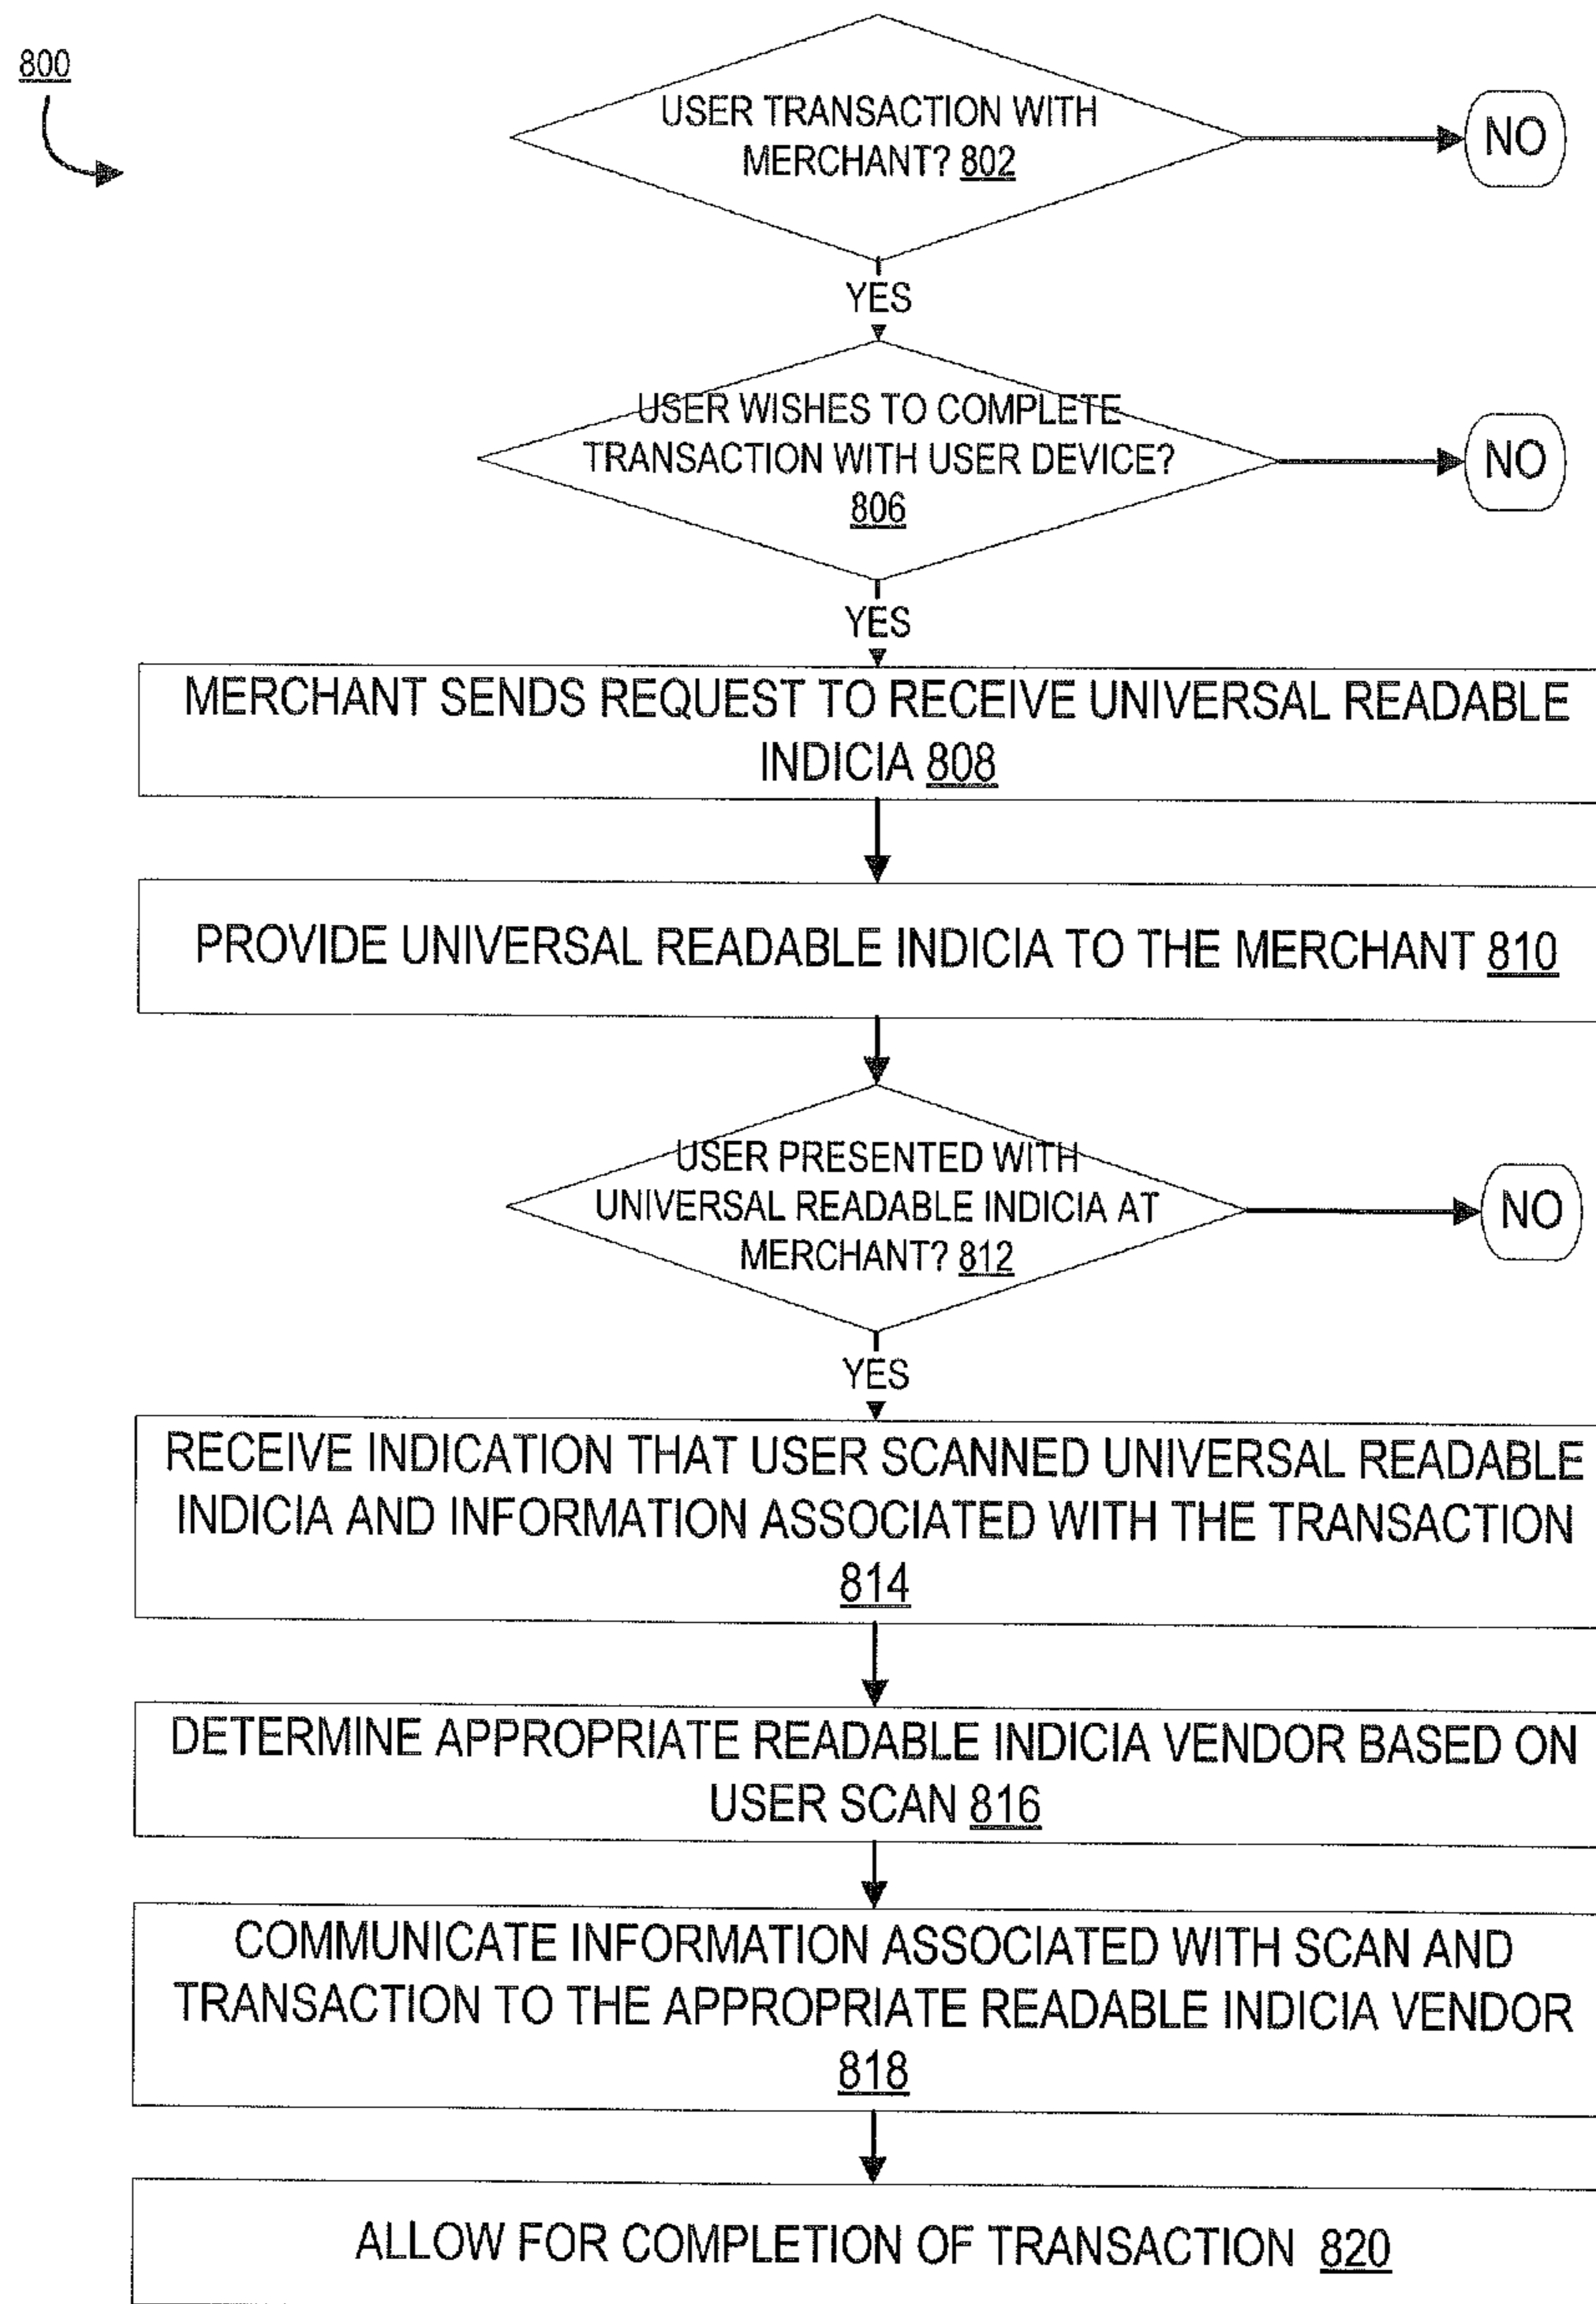 800
USER TRANSACTION WITH
MERCHANT? 802
NO
YES
USER WISHES TO COMPLETE
TRANSACTION WITH USER DEVICE?
806
NO
YES
MERCHANT SENDS REQUEST TO RECEIVE UNIVERSAL READABLE
INDICIA 808
PROVIDE UNIVERSAL READABLE INDICIA TO THE MERCHANT 810
USER PRESENTED WITH
UNIVERSAL READABLE INDICIA AT
MERCHANT? 812
NO
YES
RECEIVE INDICATION THAT USER SCANNED UNIVERSAL READABLE
INDICIA AND INFORMATION ASSOCIATED WITH THE TRANSACTION
814
DETERMINE APPROPRIATE READABLE INDICIA VENDOR BASED ON
USER SCAN 816
COMMUNICATE INFORMATION ASSOCIATED WITH SCAN AND
TRANSACTION TO THE APPROPRIATE READABLE INDICIA VENDOR
818
ALLOW FOR COMPLETION OF TRANSACTION 820